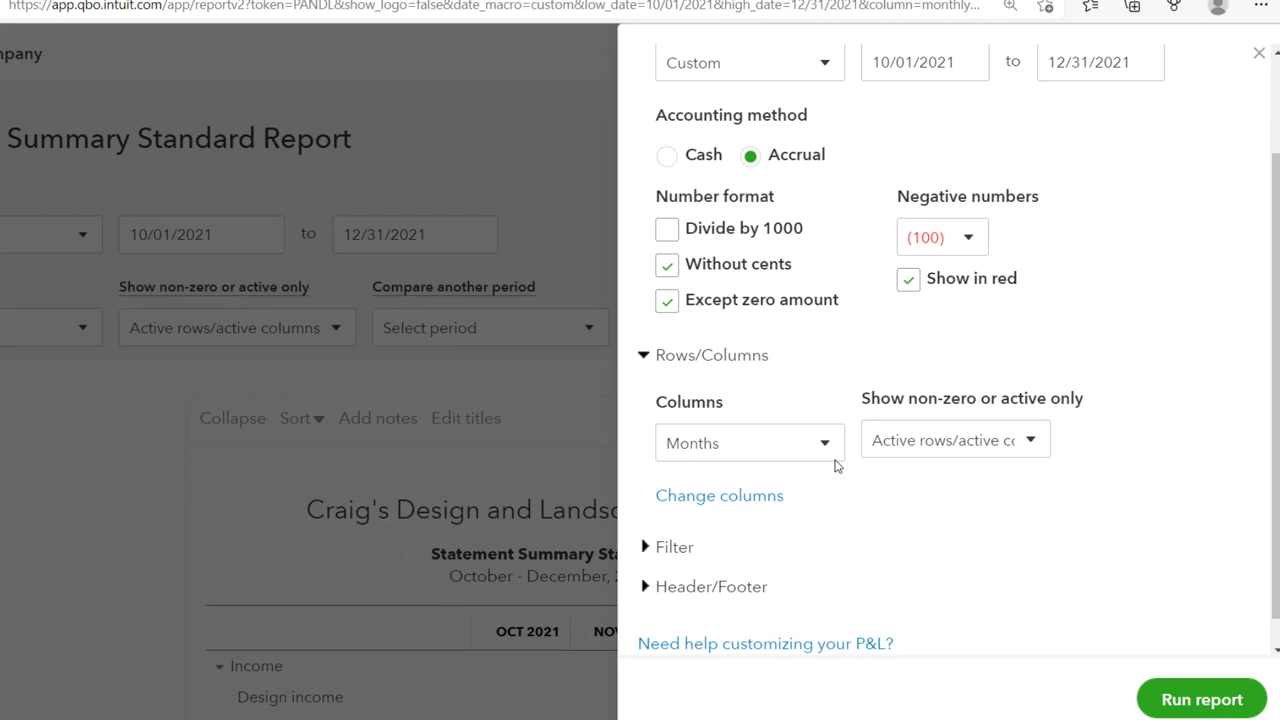 https://app.qbo.intuit.com/app/reportv2?token=PANDL&show_logo=false&date_macro=custom&low_date=10/01/2021&high_date=12/31/2021&column=monthly...
mpany
Summary Standard Report
10/01/2021 to 12/31/2021
Show non-zero or active only Compare another period
Active rows/active columns Select period
Collapse Sort Add notes Edit titles
Craig's Design and Landsc
Statement Summary Sta
October - December, 2
OCT 2021 NOV
Income
Design income
Custom 10/01/2021 to 12/31/2021
Accounting method
Cash Accrual
Number format Negative numbers
Divide by 1000 (100)
Without cents Show in red
Except zero amount
Rows/Columns
Columns Show non-zero or active only
Months Active rows/active co
Change columns
Filter
Header/Footer
Need help customizing your P&L?
Run report